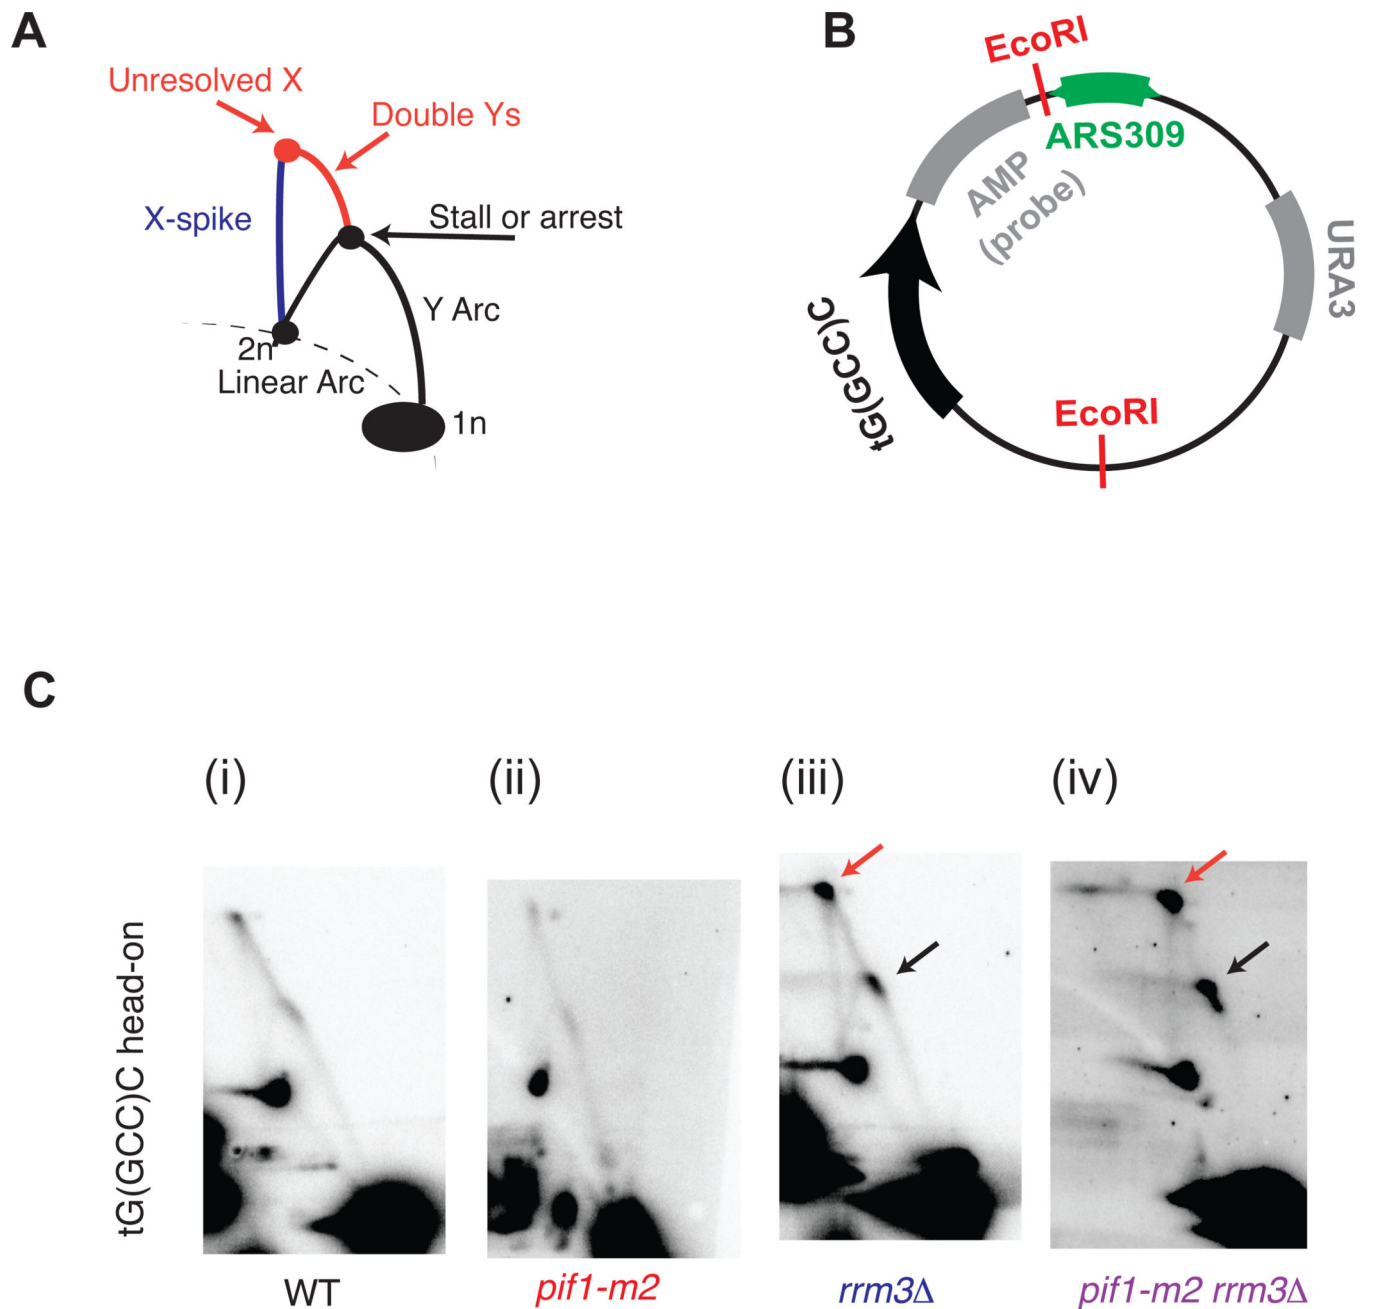 A
Unresolved X
Double Ys
X-spike
Stall or arrest
Y Arc
2n
Linear Arc
1n
B
EcoRI
ARS309
AMP
(probe)
URA3
tG(GCC)C
EcoRI
C
(i)
(ii)
(iii)
(iv)
tG(GCC)C head-on
WT
pif1-m2
rrm3Δ
pif1-m2 rrm3Δ